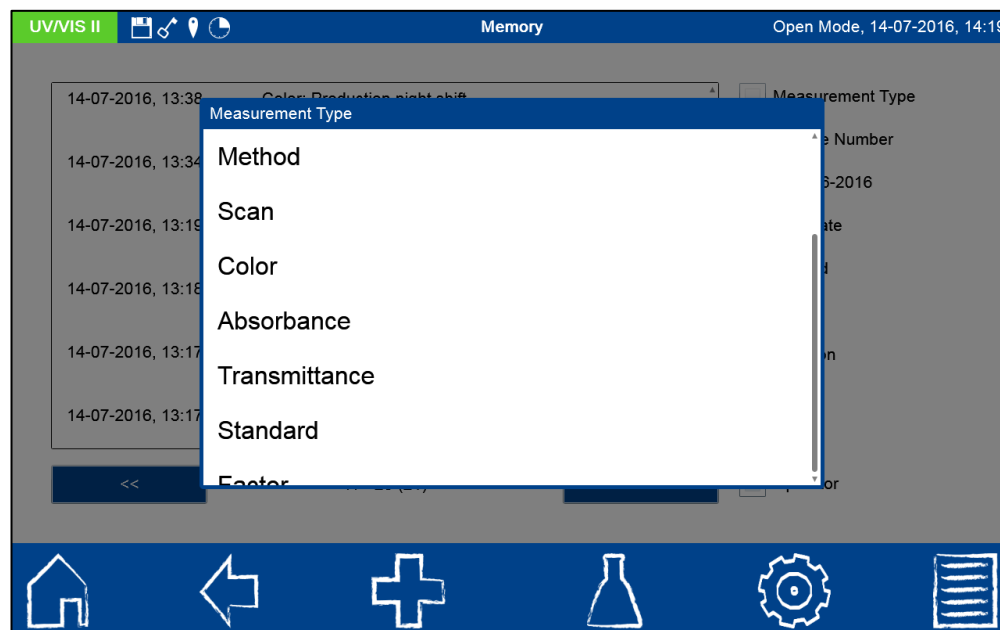 UV/VIS II
Memory
Open Mode, 14-07-2016, 14:19
14-07-2016, 13:38
Color: Production night shift
Measurement Type
Measurement Type
Method
Number
14-07-2016, 13:34
6-2016
Scan
14-07-2016, 13:19
Color
14-07-2016, 13:18
Absorbance
14-07-2016, 13:17
Transmittance
14-07-2016, 13:17
Standard
Factor
<<